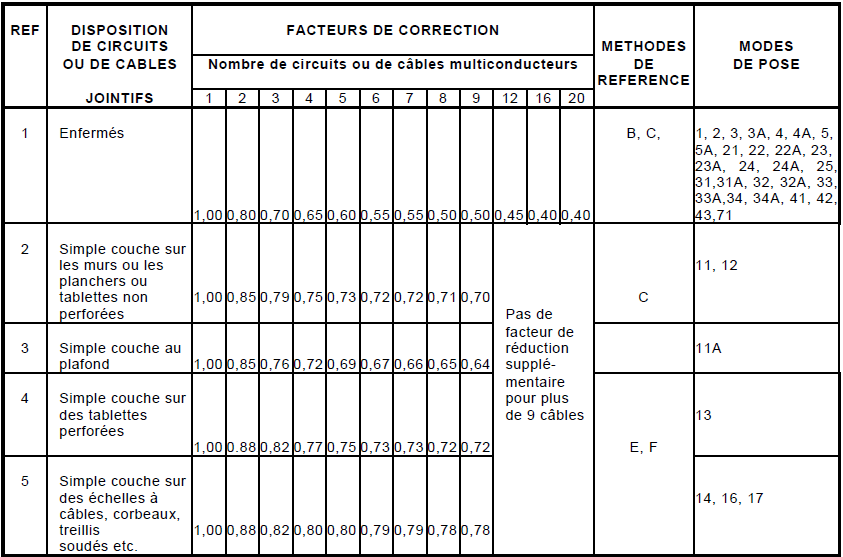 REF
DISPOSITION
DE CIRCUITS
OU DE CABLES
JOINTIFS
FACTEURS DE CORRECTION
Nombre de circuits ou de câbles multiconducteurs
1 2 3 4 5 6 7 8 9 12 16 20
METHODES
DE
REFERENCE
MODES
DE POSE
1
Enfermés
1,00 0,80 0,70 0,65 0,60 0,55 0,55 0,50 0,50 0,45 0,40 0,40
B, C,
1, 2, 3, 3A, 4, 4A, 5,
5A, 21, 22, 22A, 23,
23A, 24, 24A, 25,
31,31A, 32, 32A, 33,
33A,34, 34A, 41, 42,
43,71
2
Simple couche sur
les murs ou les
planchers ou
tablettes non
perforées
1,00 0,85 0,79 0,75 0,73 0,72 0,72 0,71 0,70
C
11, 12
3
Simple couche au
plafond
1,00 0,85 0,76 0,72 0,69 0,67 0,66 0,65 0,64
11A
Pas de
facteur de
réduction
supplé-
mentaire
pour plus
de 9 câbles
4
Simple couche sur
des tablettes
perforées
1,00 0.88 0,82 0,77 0,75 0,73 0,73 0,72 0,72
E, F
13
5
Simple couche sur
des échelles à
câbles, corbeaux,
treillis
soudés etc.
1,00 0,88 0,82 0,80 0,80 0,79 0,79 0,78 0,78
14, 16, 17